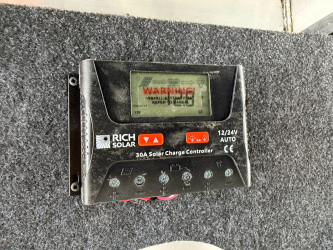 WARNING!
RICH
SOLAR
12/24V
AUTO
30A Solar Charge Controller
CE